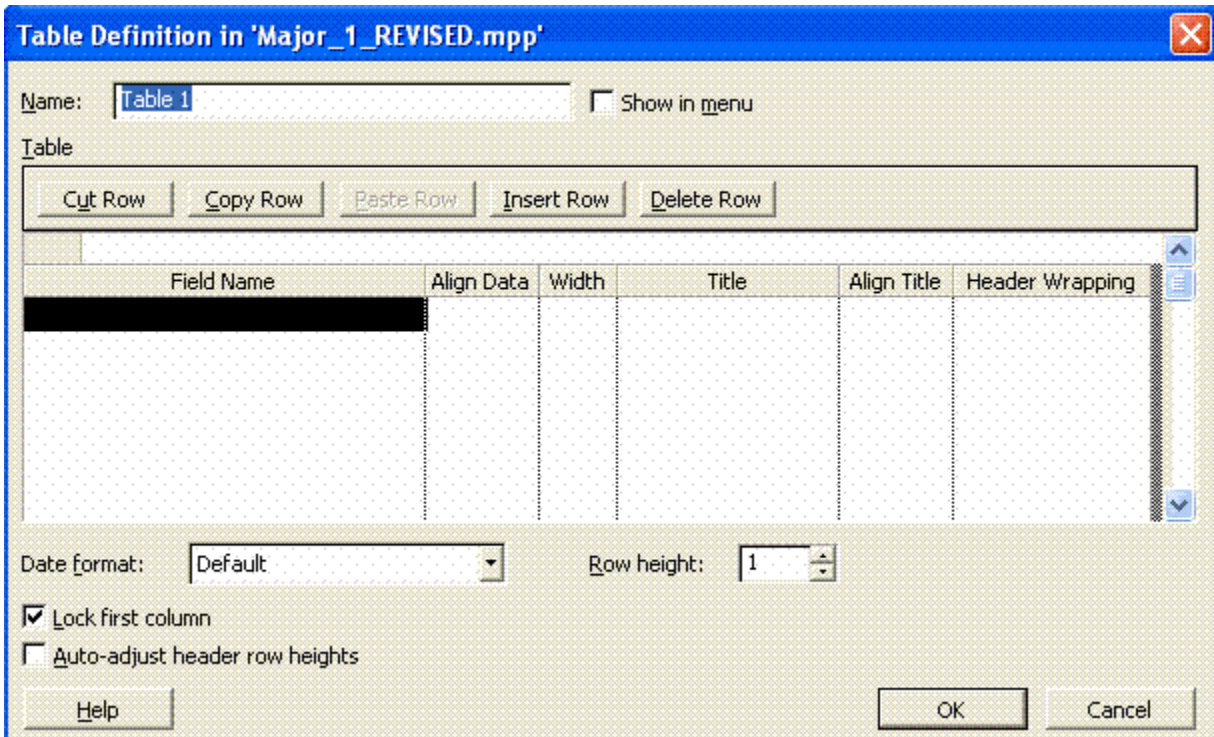 Table Definition in 'Major_1_REVISED.mpp'
Name: Table 1 Show in menu
Table
Cut Row Copy Row Paste Row Insert Row Delete Row
Field Name Align Data Width Title Align Title Header Wrapping
Date format: Default Row height: 1
Lock first column
Auto-adjust header row heights
Help OK Cancel